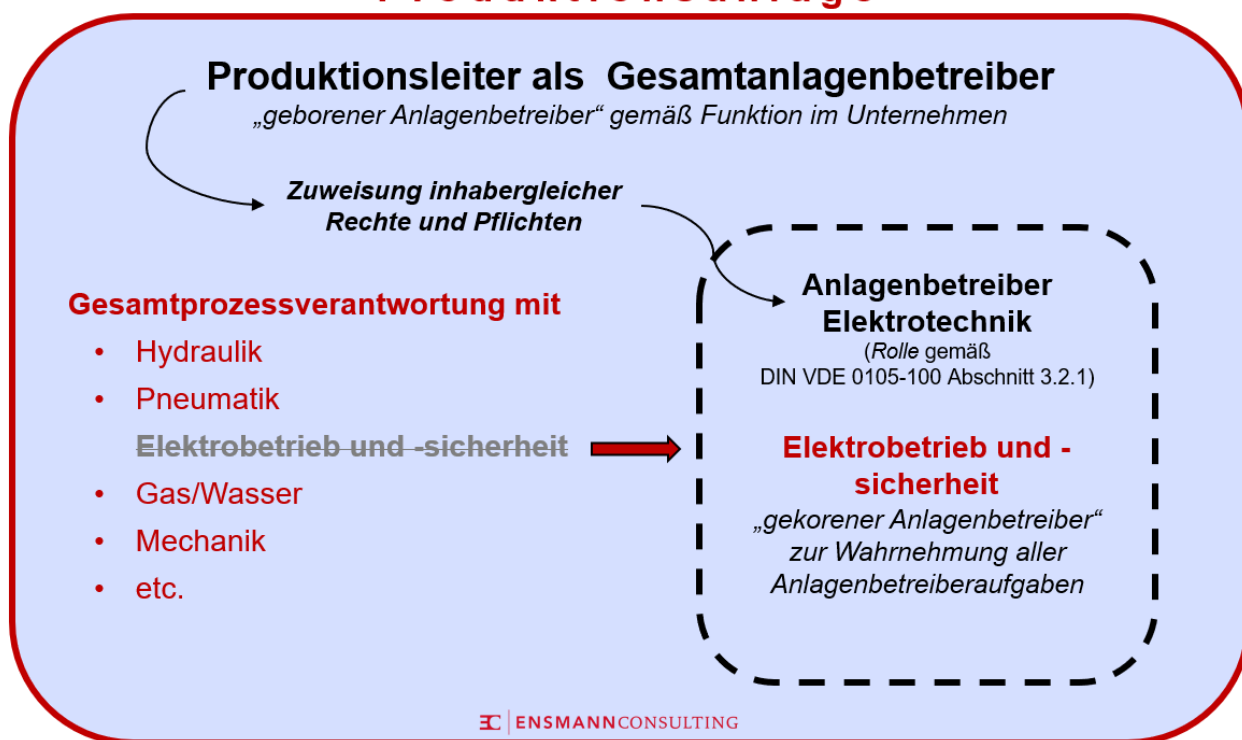 Produktionsanlage
Produktionsleiter als Gesamtanlagenbetreiber
„geborener Anlagenbetreiber“ gemäß Funktion im Unternehmen
Zuweisung inhabergleicher
Rechte und Pflichten
Gesamtprozessverantwortung mit
• Hydraulik
• Pneumatik
Elektrobetrieb und -sicherheit
• Gas/Wasser
• Mechanik
• etc.
Anlagenbetreiber
Elektrotechnik
(Rolle gemäß
DIN VDE 0105-100 Abschnitt 3.2.1)
Elektrobetrieb und -
sicherheit
„gekorener Anlagenbetreiber“
zur Wahrnehmung aller
Anlagenbetreiberaufgaben
ENSMANNCONSULTING